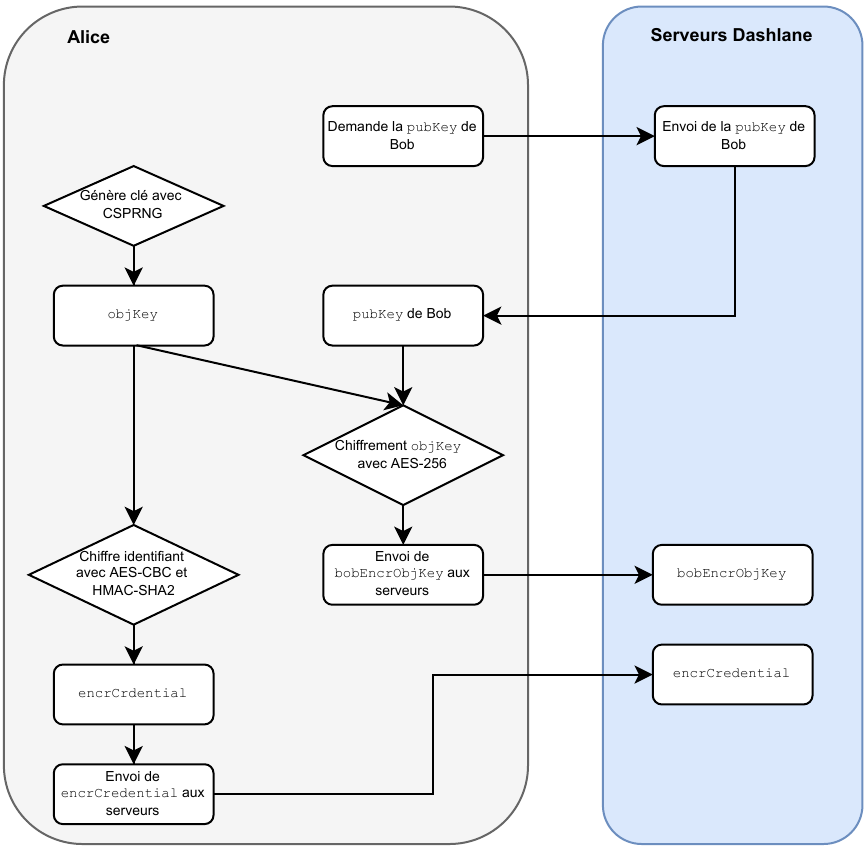 Alice
Serveurs Dashlane
Demande la pubKey de
Bob
Envoi de la pubKey de
Bob
Génère clé avec
CSPRNG
objKey
pubKey de Bob
Chiffrement objKey
avec AES-256
Chiffre identifiant
avec AES-CBC et
HMAC-SHA2
Envoi de
bobEncrObjKey aux
serveurs
bobEncrObjKey
encrCrdential
encrCredential
Envoi de
encrCredential aux
serveurs